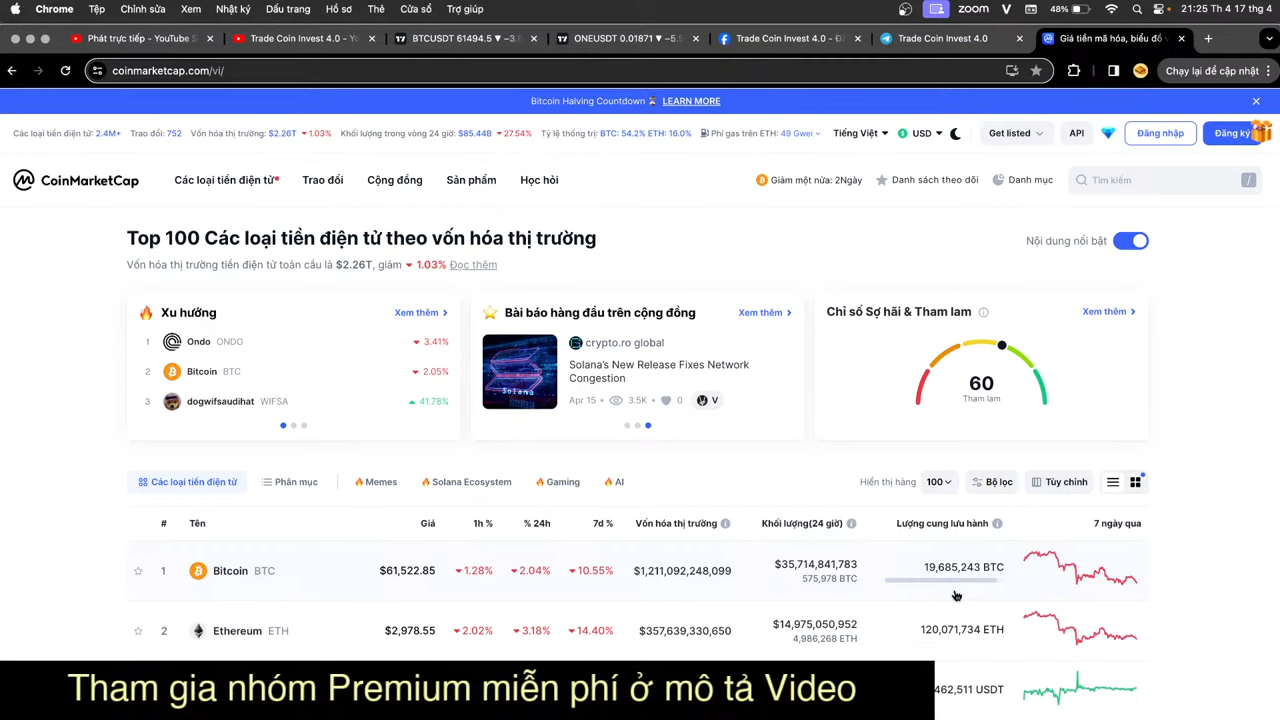 Chrome Tệp Chỉnh sửa Xem Nhật ký Dấu trang Hồ sơ Thẻ Cửa sổ Trợ giúp zoom V 48% 21:25 Th 4 17 thg 4
Phát trực tiếp - YouTube S Trade Coin Invest 4.0 - Yo BTCUSDT 61494.5 ▼ −3. ONEUSDT 0.01871 ▼ −5. Trade Coin Invest 4.0 - Trade Coin Invest 4.0 Giá tiền mã hóa, biểu đồ v
coinmarketcap.com/vi/ Chạy lại để cập nhật
Bitcoin Halving Countdown ⏳ LEARN MORE
Các loại tiền điện tử: 2.4M+ Trao đổi: 752 Vốn hóa thị trường: $2.26T ▼ 1.03% Khối lượng trong vòng 24 giờ: $85.44B ▼ 27.54% Tỷ lệ thống trị: BTC: 54.2% ETH: 16.0% Phí gas trên ETH: 49 Gwei Tiếng Việt USD Get listed API Đăng nhập Đăng ký
CoinMarketCap Các loại tiền điện tử Trao đổi Cộng đồng Sản phẩm Học hỏi Giảm một nửa: 2Ngày Danh sách theo dõi Danh mục Tìm kiếm /
Top 100 Các loại tiền điện tử theo vốn hóa thị trường
Nội dung nổi bật
Vốn hóa thị trường tiền điện tử toàn cầu là $2.26T, giảm ▼ 1.03% Đọc thêm
Xu hướng Xem thêm
1 Ondo ONDO ▼ 3.41%
2 Bitcoin BTC ▼ 2.05%
3 dogwifsaudihat WIFSA ▲ 41.78%
Bài báo hàng đầu trên cộng đồng Xem thêm
Solana
crypto.ro global
Solana’s New Release Fixes Network
Congestion
Apr 15 • 3.5K • 0 V
Chỉ số Sợ hãi & Tham lam Xem thêm
60
Tham lam
Các loại tiền điện tử Phân mục Memes Solana Ecosystem Gaming AI Hiển thị hàng 100 Bộ lọc Tùy chỉnh
# Tên Giá 1h % % 24h 7d % Vốn hóa thị trường Khối lượng(24 giờ) Lượng cung lưu hành 7 ngày qua
1 Bitcoin BTC $61,522.85 ▼1.28% ▼2.04% ▼10.55% $1,211,092,248,099 $35,714,841,783 19,685,243 BTC
575,978 BTC
2 Ethereum ETH $2,978.55 ▼2.02% ▼3.18% ▼14.40% $357,639,330,650 $14,975,050,952 120,071,734 ETH
4,986,268 ETH
462,511 USDT
Tham gia nhóm Premium miễn phí ở mô tả Video